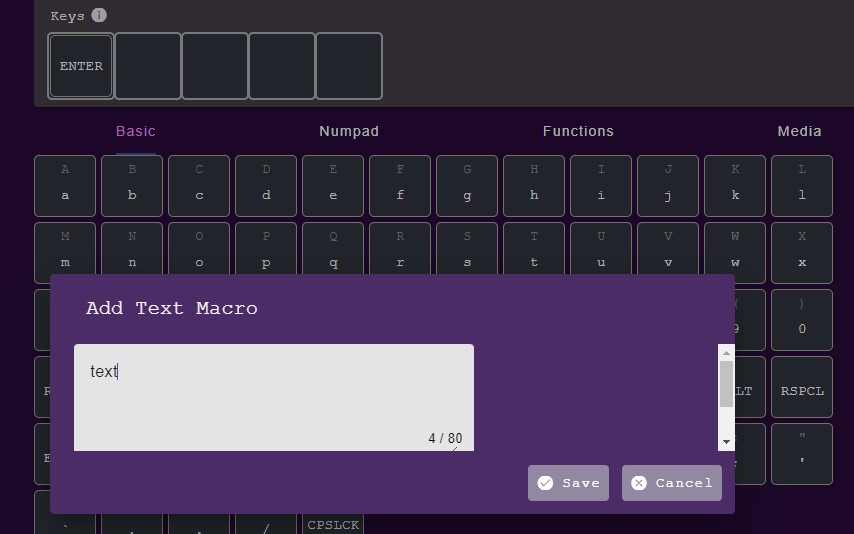 Keys i
ENTER
Basic Numpad Functions Media
A B C D E F G H I J K L
a b c d e f g h i j k l
M N O P Q R S T U V W X
m n o p q r s t u v w x
Add Text Macro
( )
9 0
text
R LT RSPCL
4 / 80
"
E ; '
Save Cancel
` , . / CPSLCK